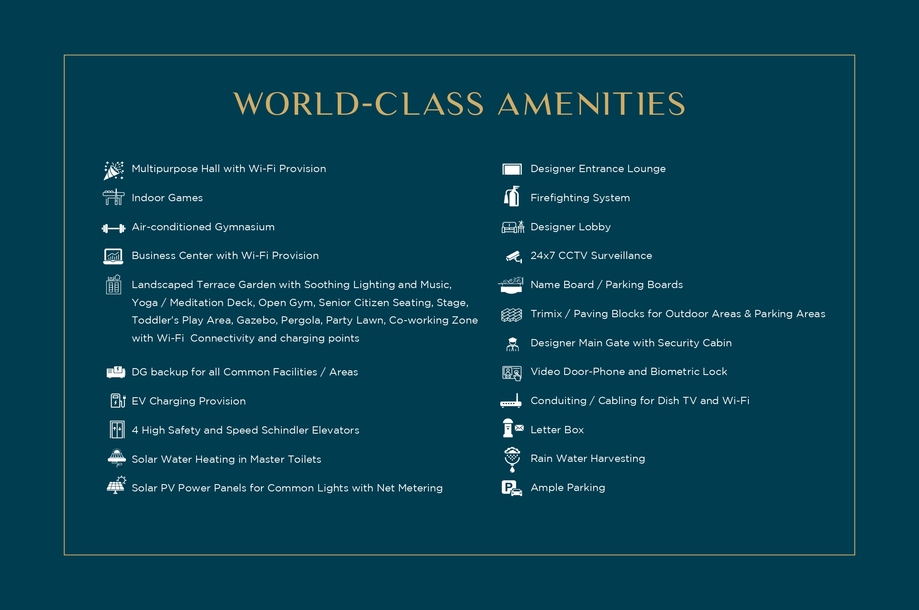 WORLD-CLASS AMENITIES
Multipurpose Hall with Wi-Fi Provision
Indoor Games
Air-conditioned Gymnasium
Business Center with Wi-Fi Provision
Landscaped Terrace Garden with Soothing Lighting and Music,
Yoga / Meditation Deck, Open Gym, Senior Citizen Seating, Stage,
Toddler's Play Area, Gazebo, Pergola, Party Lawn, Co-working Zone
with Wi-Fi Connectivity and charging points
DG backup for all Common Facilities / Areas
EV Charging Provision
4 High Safety and Speed Schindler Elevators
Solar Water Heating in Master Toilets
Solar PV Power Panels for Common Lights with Net Metering
Designer Entrance Lounge
Firefighting System
Designer Lobby
24x7 CCTV Surveillance
Name Board / Parking Boards
Trimix / Paving Blocks for Outdoor Areas & Parking Areas
Designer Main Gate with Security Cabin
Video Door-Phone and Biometric Lock
Conduiting / Cabling for Dish TV and Wi-Fi
Letter Box
Rain Water Harvesting
P
Ample Parking